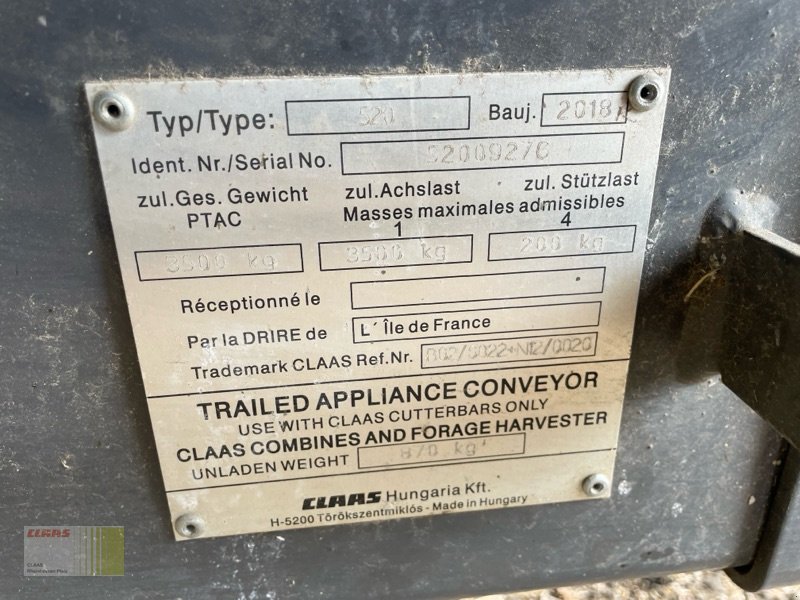 Typ/Type: 520 Bauj. 2018
Ident. Nr./Serial No.
zul.Ges. Gewicht zul.Achslast zul. Stützlast
PTAC Masses maximales admissibles
1 4
3500 kg 3500 kg 200 kg
Réceptionné le
Par la DRIRE de L´Île de France
Trademark CLAAS Ref.Nr.
TRAILED APPLIANCE CONVEYOR
USE WITH CLAAS CUTTERBARS ONLY
CLAAS COMBINES AND FORAGE HARVESTER
UNLADEN WEIGHT 870 kg
CLAAS Hungaria Kft.
H-5200 Törökszentmiklós - Made in Hungary
CLAAS
CLAAS